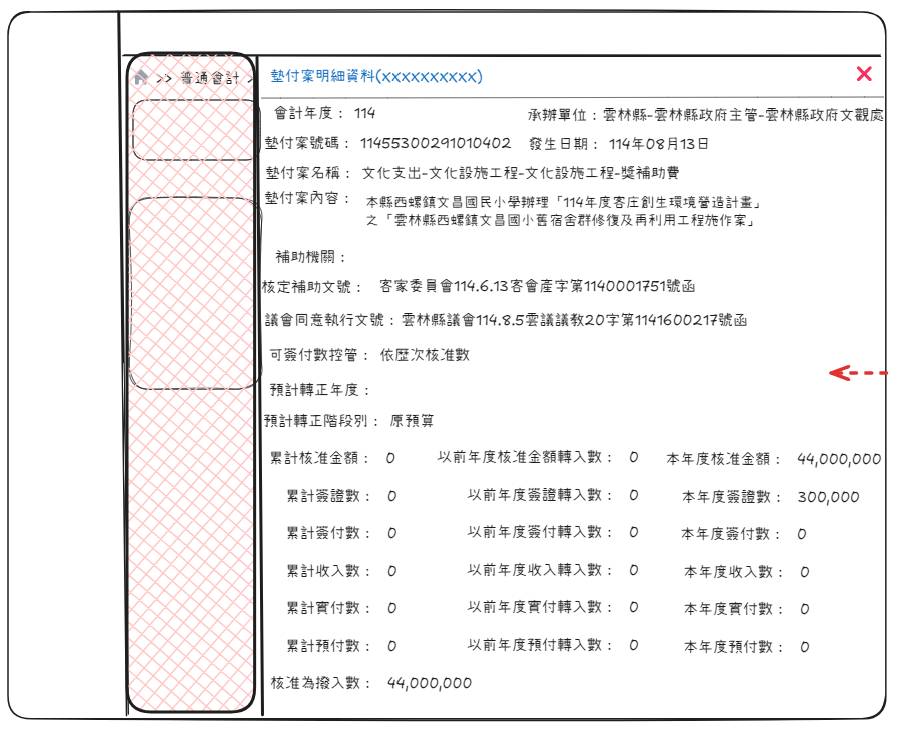 >> 普通會計 >
墊付案明細資料(xxxxxxxxxx)
會計年度： 114 承辦單位：雲林縣-雲林縣政府主管-雲林縣政府文觀處
墊付案號碼： 11455300291010402 發生日期： 114年08月13日
墊付案名稱： 文化支出-文化設施工程-文化設施工程-獎補助費
墊付案內容： 本縣西螺鎮文昌國民小學辦理「114年度客庄創生環境營造計畫」
之「雲林縣西螺鎮文昌國小舊宿舍群修復及再利用工程施作案」
補助機關：
核定補助文號： 客家委員會114.6.13客會產字第1140001751號函
議會同意執行文號：雲林縣議會114.8.5雲議議教20字第1141600217號函
可簽付數控管： 依歷次核准數
預計轉正年度：
預計轉正階段別： 原預算
累計核准金額： 0 以前年度核准金額轉入數： 0 本年度核准金額： 44,000,000
累計簽證數： 0 以前年度簽證轉入數： 0 本年度簽證數： 300,000
累計簽付數： 0 以前年度簽付轉入數： 0 本年度簽付數： 0
累計收入數： 0 以前年度收入轉入數： 0 本年度收入數： 0
累計實付數： 0 以前年度實付轉入數： 0 本年度實付數： 0
累計預付數： 0 以前年度預付轉入數： 0 本年度預付數： 0
核准為撥入數： 44,000,000